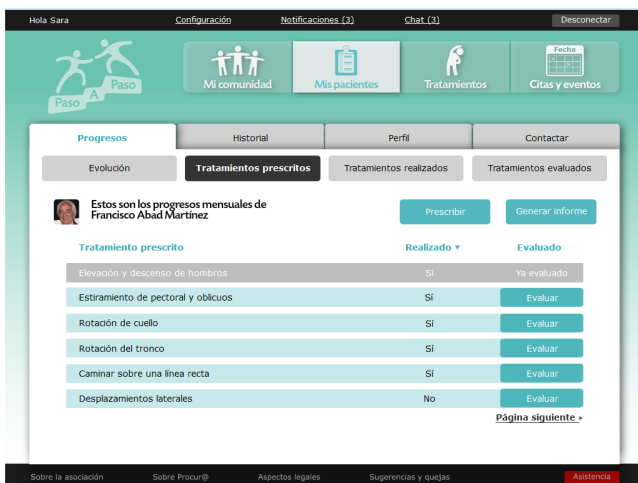 Hola Sara Configuración Notificaciones (3) Chat (3) Desconectar
Paso A Paso
Mi comunidad Mis pacientes Tratamientos Fecha Citas y eventos
Progresos Historial Perfil Contactar
Evolución Tratamientos prescritos Tratamientos realizados Tratamientos evaluados
Estos son los progresos mensuales de
Francisco Abad Martínez
Prescribir Generar informe
Tratamiento prescrito Realizado ▼ Evaluado
Elevación y descenso de hombros Sí Ya evaluado
Estiramiento de pectoral y oblicuos Sí Evaluar
Rotación de cuello Sí Evaluar
Rotación del tronco Sí Evaluar
Caminar sobre una línea recta Sí Evaluar
Desplazamientos laterales No Evaluar
Página siguiente ▸
Sobre la asociación Sobre Procur@ Aspectos legales Sugerencias y quejas Asistencia